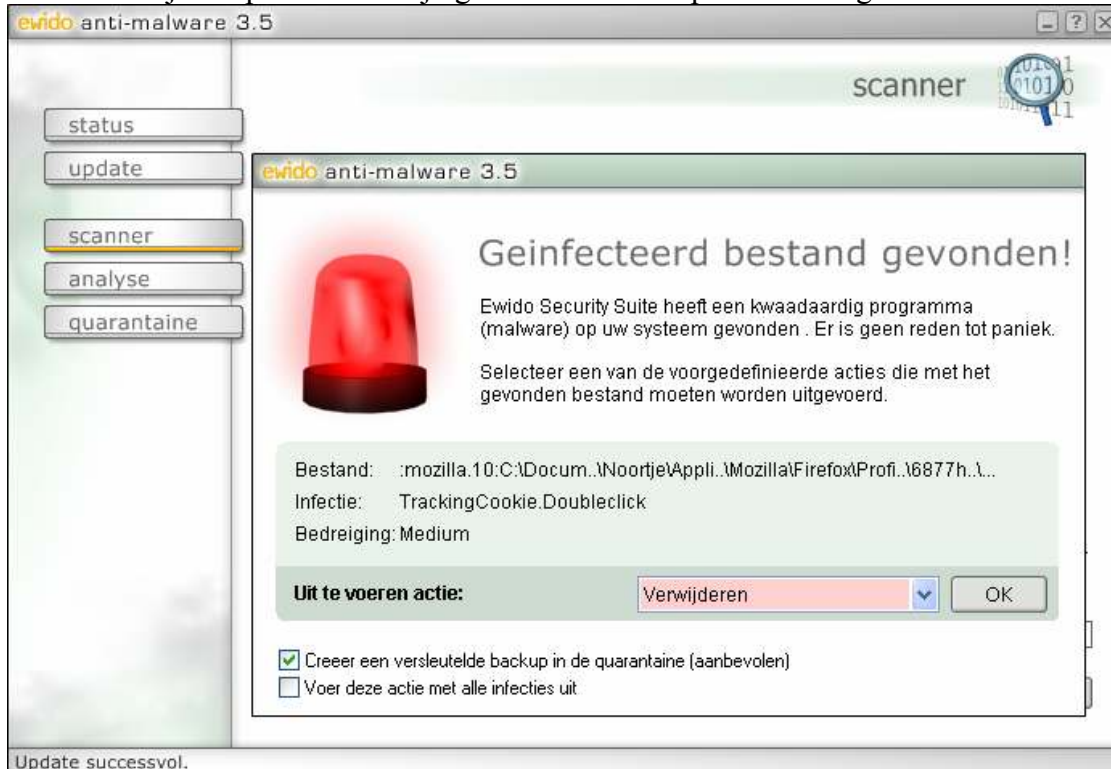 ewido anti-malware 3.5
scanner
status
update
scanner
analyse
quarantaine
ewido anti-malware 3.5
Geinfecteerd bestand gevonden!
Ewido Security Suite heeft een kwaadaardig programma
(malware) op uw systeem gevonden . Er is geen reden tot paniek.
Selecteer een van de voorgedefinieerde acties die met het
gevonden bestand moeten worden uitgevoerd.
Bestand: :mozilla.10:C:\Docum..\Noortje\Appli..\Mozilla\Firefox\Profi..\6877h..\...
Infectie: TrackingCookie.Doubleclick
Bedreiging: Medium
Uit te voeren actie: Verwijderen OK
Creeer een versleutelde backup in de quarantaine (aanbevolen)
Voer deze actie met alle infecties uit
Update successvol.